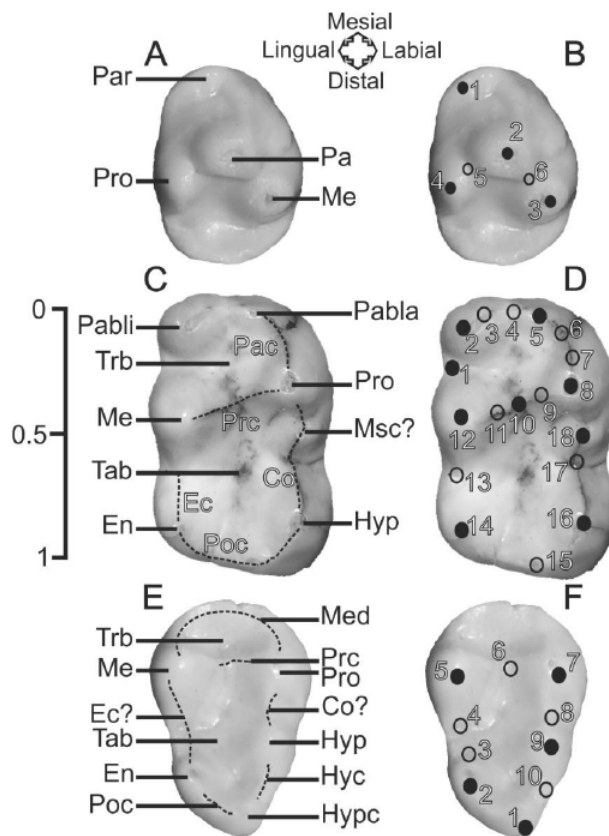 Mesial
Lingual Labial
Distal
A
Par
Pa
Pro
Me
B
1
2
4 5 6
3
0
0.5
1
C
Pabli
Pabla
Trb
Pac
Pro
Me
Prc
Msc?
Tab
Co
Ec
En
Poc
Hyp
D
2 3 4 5 6
1 7
8
10 9
12 11 18
13 17
14 16
15
E
Med
Trb
Me
Prc
Pro
Ec?
Co?
Tab
Hyp
En
Hyc
Poc
Hypc
F
6
5 7
4 8
3 9
2 10
1